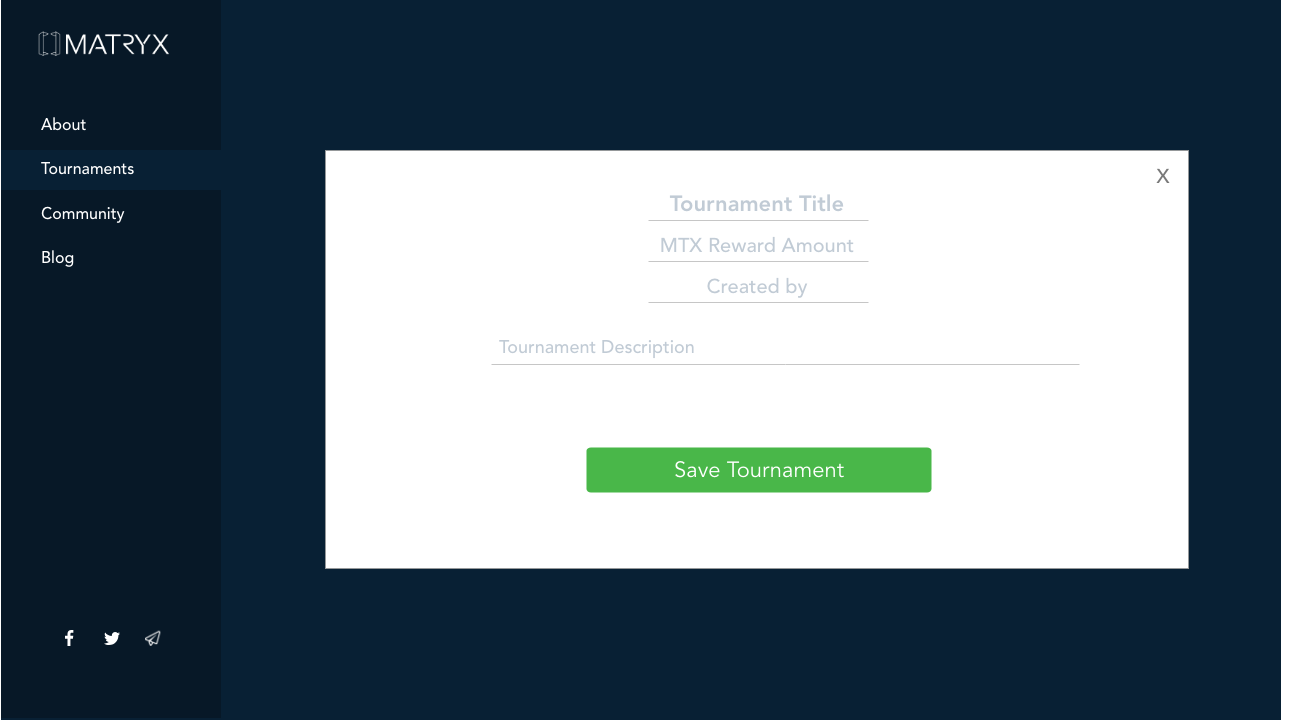 MATRYX
About
Tournaments
Community
Blog
X
Tournament Title
MTX Reward Amount
Created by
Tournament Description
Save Tournament